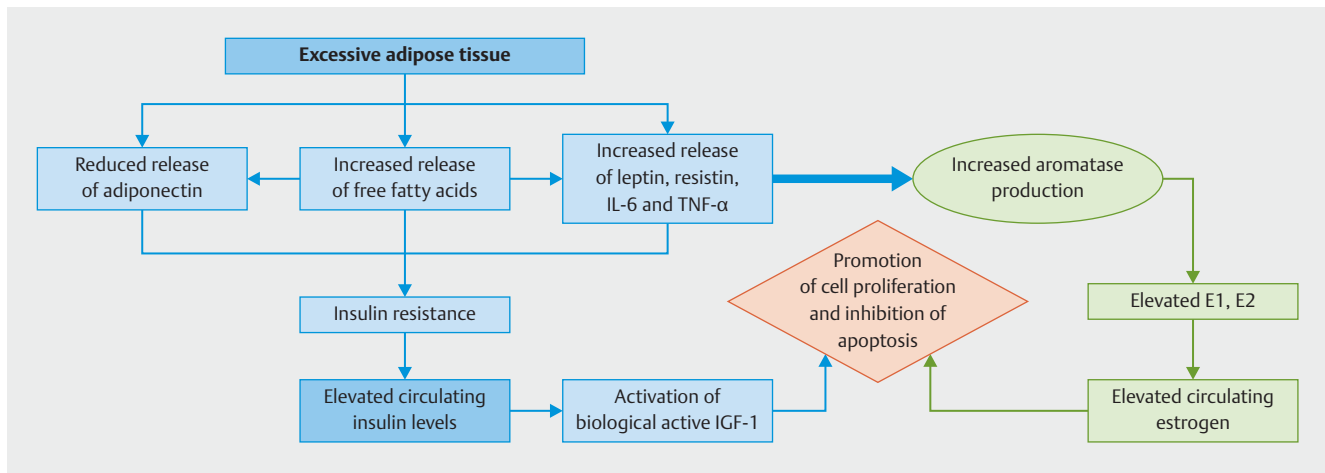 Excessive adipose tissue
Reduced release
of adiponectin
Increased release
of free fatty acids
Increased release
of leptin, resistin,
IL-6 and TNF-α
Increased aromatase
production
Promotion
of cell proliferation
and inhibition of
apoptosis
Insulin resistance
Elevated E1, E2
Elevated circulating
insulin levels
Activation of
biological active IGF-1
Elevated circulating
estrogen